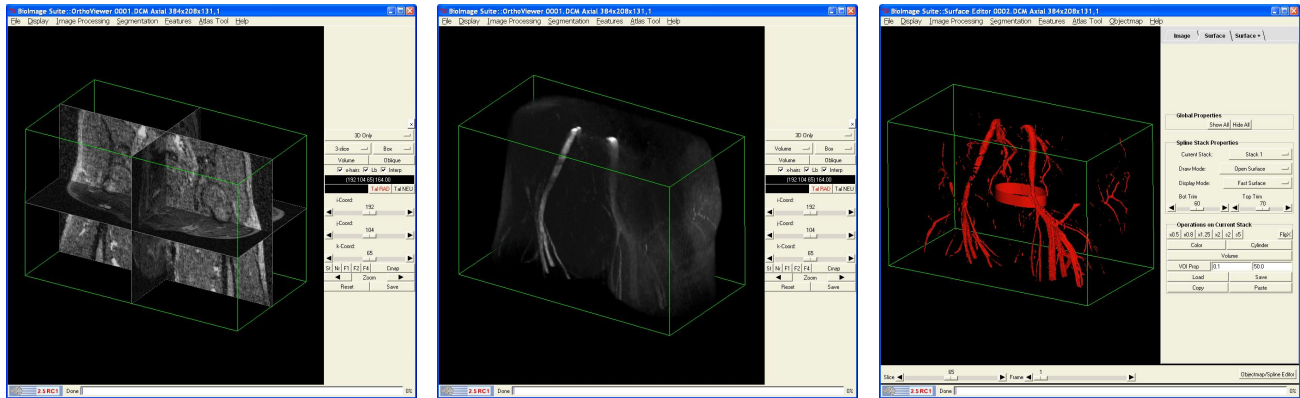 BioImage Suite::OrthoViewer 0001.DCM Axial 384x208x131,1
File Display Image Processing Segmentation Features Atlas Tool Help
3D Only
3-slice Box
Volume Oblique
x-hairs Lb Interp
(192 104 65)164.00
Tal RAD Tal NEU
i-Coord:
192
j-Coord:
104
k-Coord:
65
St Nr F1 F2 F4 Cmap
Zoom
Reset Save
2.5 RC1 Done 0%
BioImage Suite::OrthoViewer 0001.DCM Axial 384x208x131,1
File Display Image Processing Segmentation Features Atlas Tool Help
3D Only
Volume Box
Volume Oblique
x-hairs Lb Interp
(192 104 65)164.00
Tal RAD Tal NEU
i-Coord:
192
j-Coord:
104
k-Coord:
65
St Nr F1 F2 F4 Cmap
Zoom
Reset Save
2.5 RC1 Done 0%
BioImage Suite::Surface Editor 0002.DCM Axial 384x208x131,1
File Display Image Processing Segmentation Features Atlas Tool Objectmap Help
Image Surface Surface +
Global Properties
Show All Hide All
Spline Stack Properties
Current Stack: Stack 1
Draw Mode: Open Surface
Display Mode: Fast Surface
Bot Trim Top Trim
60 70
Operations on Current Stack
x0.5 x0.8 x1.25 x2 z2 z5 FlipX
Color Cylinder
Volume
VOI Prop 0.1 50.0
Load Save
Copy Paste
Slice 65 Frame 1 Objectmap/Spline Editor
2.5 RC1 Done 0%